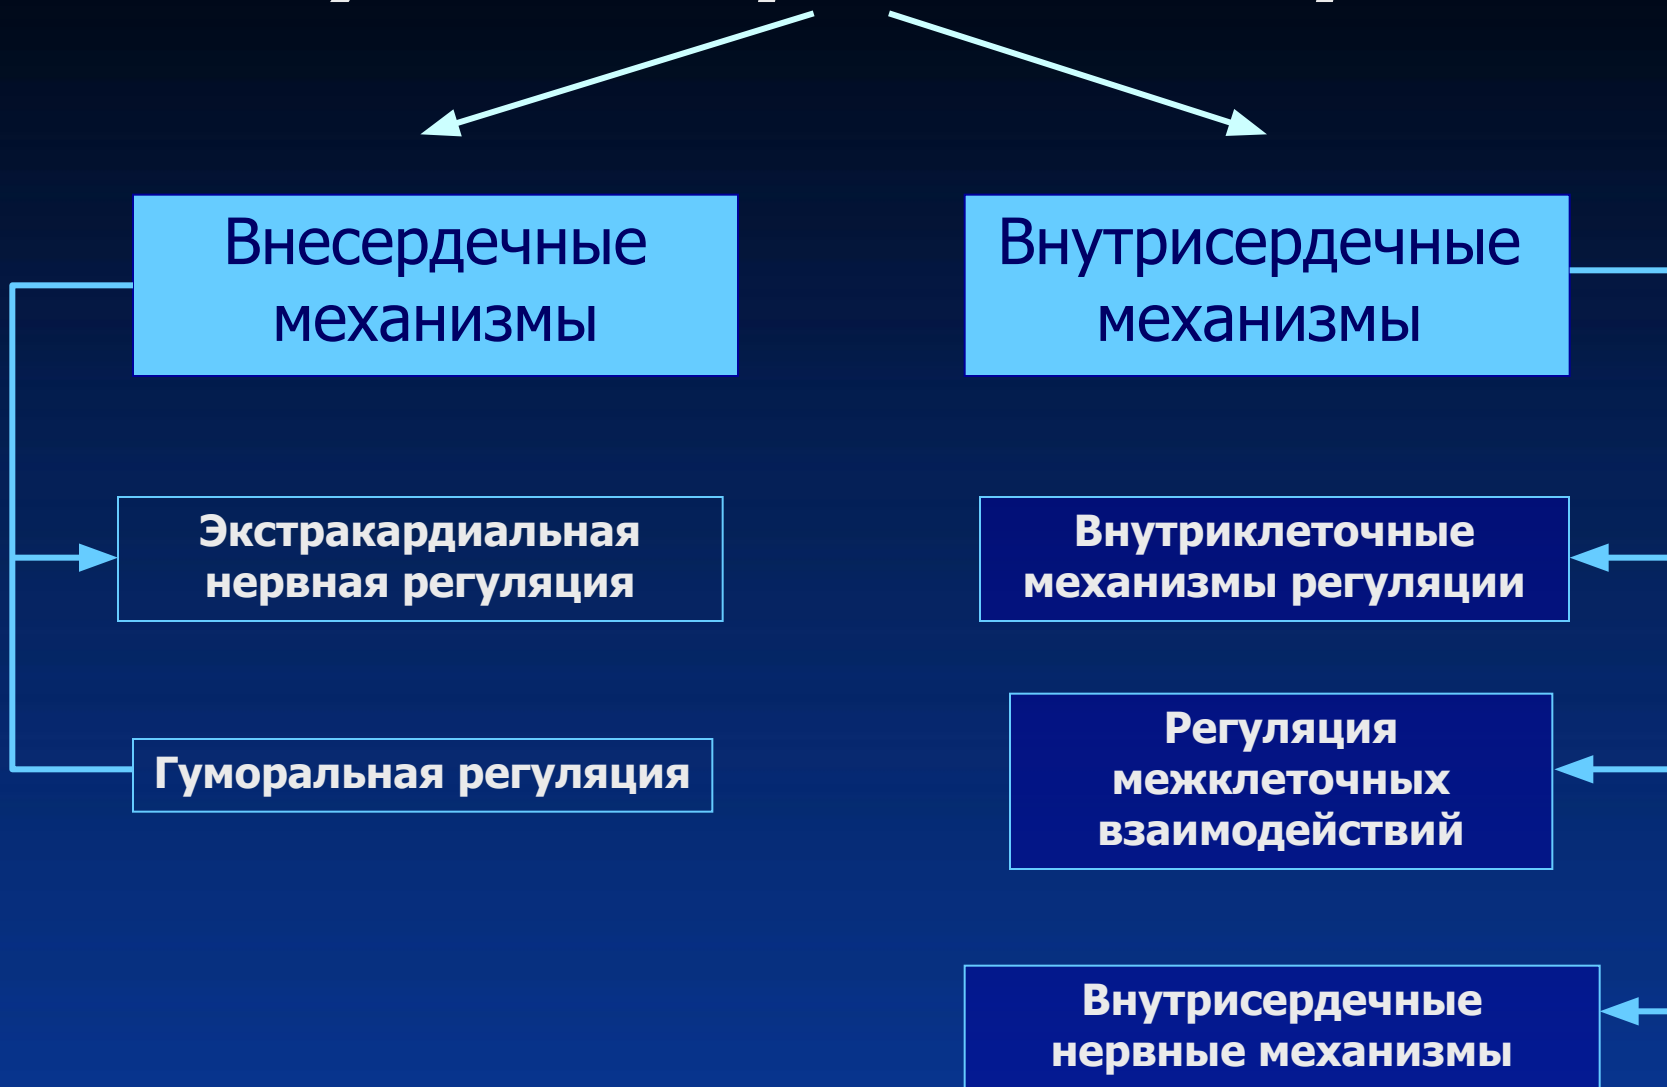 Внесердечные
механизмы
Внутрисердечные
механизмы
Экстракардиальная
нервная регуляция
Внутриклеточные
механизмы регуляции
Гуморальная регуляция
Регуляция
межклеточных
взаимодействий
Внутрисердечные
нервные механизмы